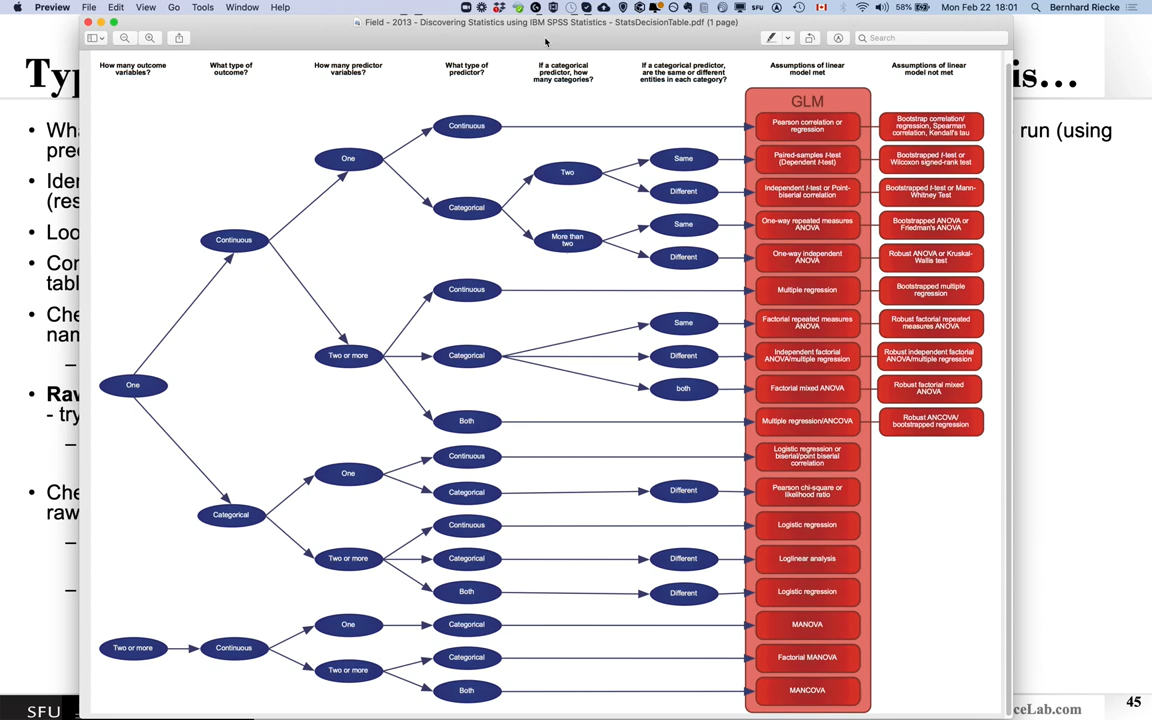 Preview File Edit View Go Tools Window Help
58% Mon Feb 22 18:01 Bernhard Riecke
Field - 2013 - Discovering Statistics using IBM SPSS Statistics - StatsDecisionTable.pdf (1 page)
Search
How many outcome
variables?
What type of
outcome?
How many predictor
variables?
What type of
predictor?
If a categorical
predictor, how
many categories?
If a categorical predictor,
are the same or different
entities in each category?
Assumptions of linear
model met
Assumptions of linear
model not met
GLM
Continuous
Pearson correlation or
regression
Bootstrap correlation/
regression, Spearman
correlation, Kendall's tau
One
Two
Same
Paired-samples t-test
(Dependent t-test)
Bootstrapped t-test or
Wilcoxon signed-rank test
Different
Independent t-test or Point-
biserial correlation
Bootstrapped t-test or Mann-
Whitney Test
Categorical
Same
One-way repeated measures
ANOVA
Bootstrapped ANOVA or
Friedman's ANOVA
Continuous
More than
two
Different
One-way independent
ANOVA
Robust ANOVA or Kruskal-
Wallis test
Continuous
Multiple regression
Bootstrapped multiple
regression
Same
Factorial repeated measures
ANOVA
Robust factorial repeated
measures ANOVA
Two or more
Categorical
Different
Independent factorial
ANOVA/multiple regression
Robust independent factorial
ANOVA/multiple regression
One
both
Factorial mixed ANOVA
Robust factorial mixed
ANOVA
Both
Multiple regression/ANCOVA
Robust ANCOVA/
bootstrapped regression
Continuous
Logistic regression or
biserial/point biserial
correlation
One
Categorical
Different
Pearson chi-square or
likelihood ratio
Categorical
Continuous
Logistic regression
Two or more
Categorical
Different
Loglinear analysis
Both
Different
Logistic regression
One
Categorical
MANOVA
Two or more
Continuous
Categorical
Factorial MANOVA
Two or more
Both
MANCOVA
Typ
is…
• Wha
pre
run (using
• Iden
(res
• Loo
• Con
tabl
• Che
nan
–
• Raw
- try
–
• Che
raw
–
–
SFU
ceLab.com
45